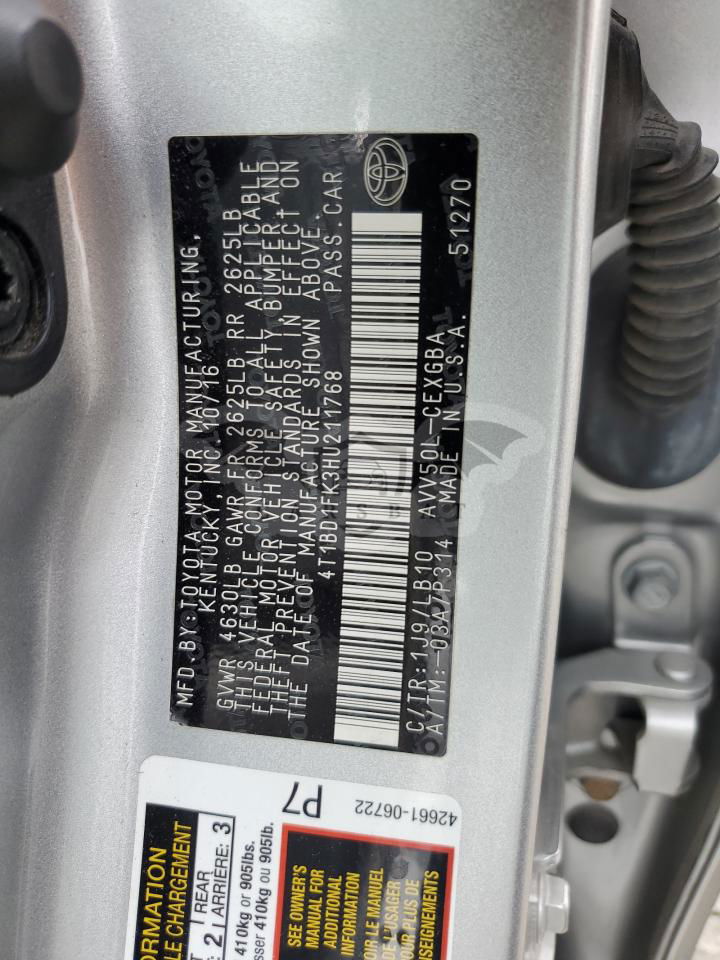 MFD.BY:TOYOTA MOTOR MANUFACTURING,
KENTUCKY, INC. 10/16
GVWR 4630LB GAWR FR 2625LB RR 2625LB
THIS VEHICLE CONFORMS TO ALL APPLICABLE
FEDERAL MOTOR VEHICLE SAFETY, BUMPER, AND
THEFT PREVENTION STANDARDS IN EFFECT ON
THE DATE OF MANUFACTURE SHOWN ABOVE.
4T1BD1FK3HU211768 PASS.CAR
C/TR:1J9/LB10 AVV50L-CEXGBA
A/TM:-03A/P314 MADE IN U.S.A. 51270
ORMATION
LE CHARGEMENT
2 REAR
ARRIÈRE: 3
410kg or 905lbs.
sser 410kg ou 905lb.
P7
SEE OWNER'S
MANUAL FOR
ADDITIONAL
INFORMATION
OIR LE MANUEL
DE L'USAGER
POUR PLUS DE
RENSEIGNEMENTS
42661-06722